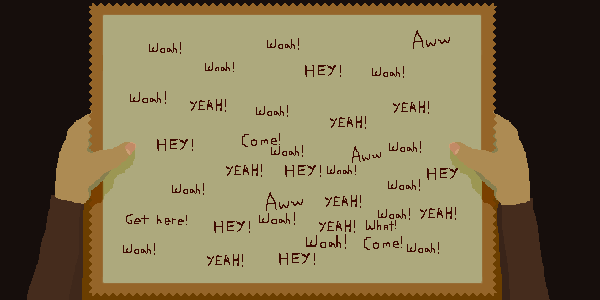 Woah! Woah! Aww
Woah! HEY! Woah!
Woah! YEAH! Woah! YEAH!
YEAH!
HEY! Come! Woah! Aww Woah!
YEAH! HEY! Woah! HEY
Woah! Aww YEAH! Woah!
Get here! HEY! Woah! YEAH! What! Woah! YEAH!
Woah! YEAH! HEY! Woah! Come! Woah!